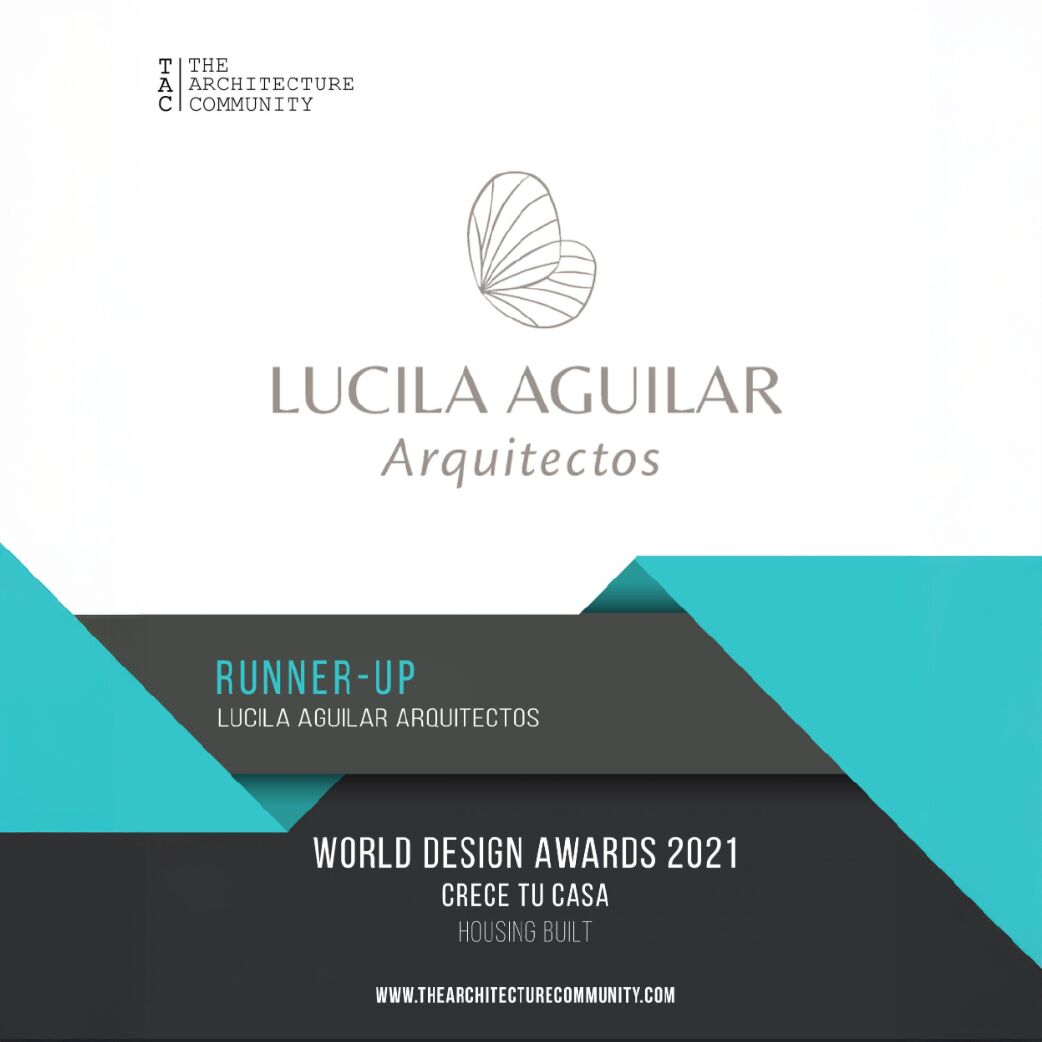 TAC
THE
ARCHITECTURE
COMMUNITY
LUCILA AGUILAR
Arquitectos
RUNNER-UP
LUCILA AGUILAR ARQUITECTOS
WORLD DESIGN AWARDS 2021
CRECE TU CASA
HOUSING BUILT
WWW.THEARCHITECTURECOMMUNITY.COM